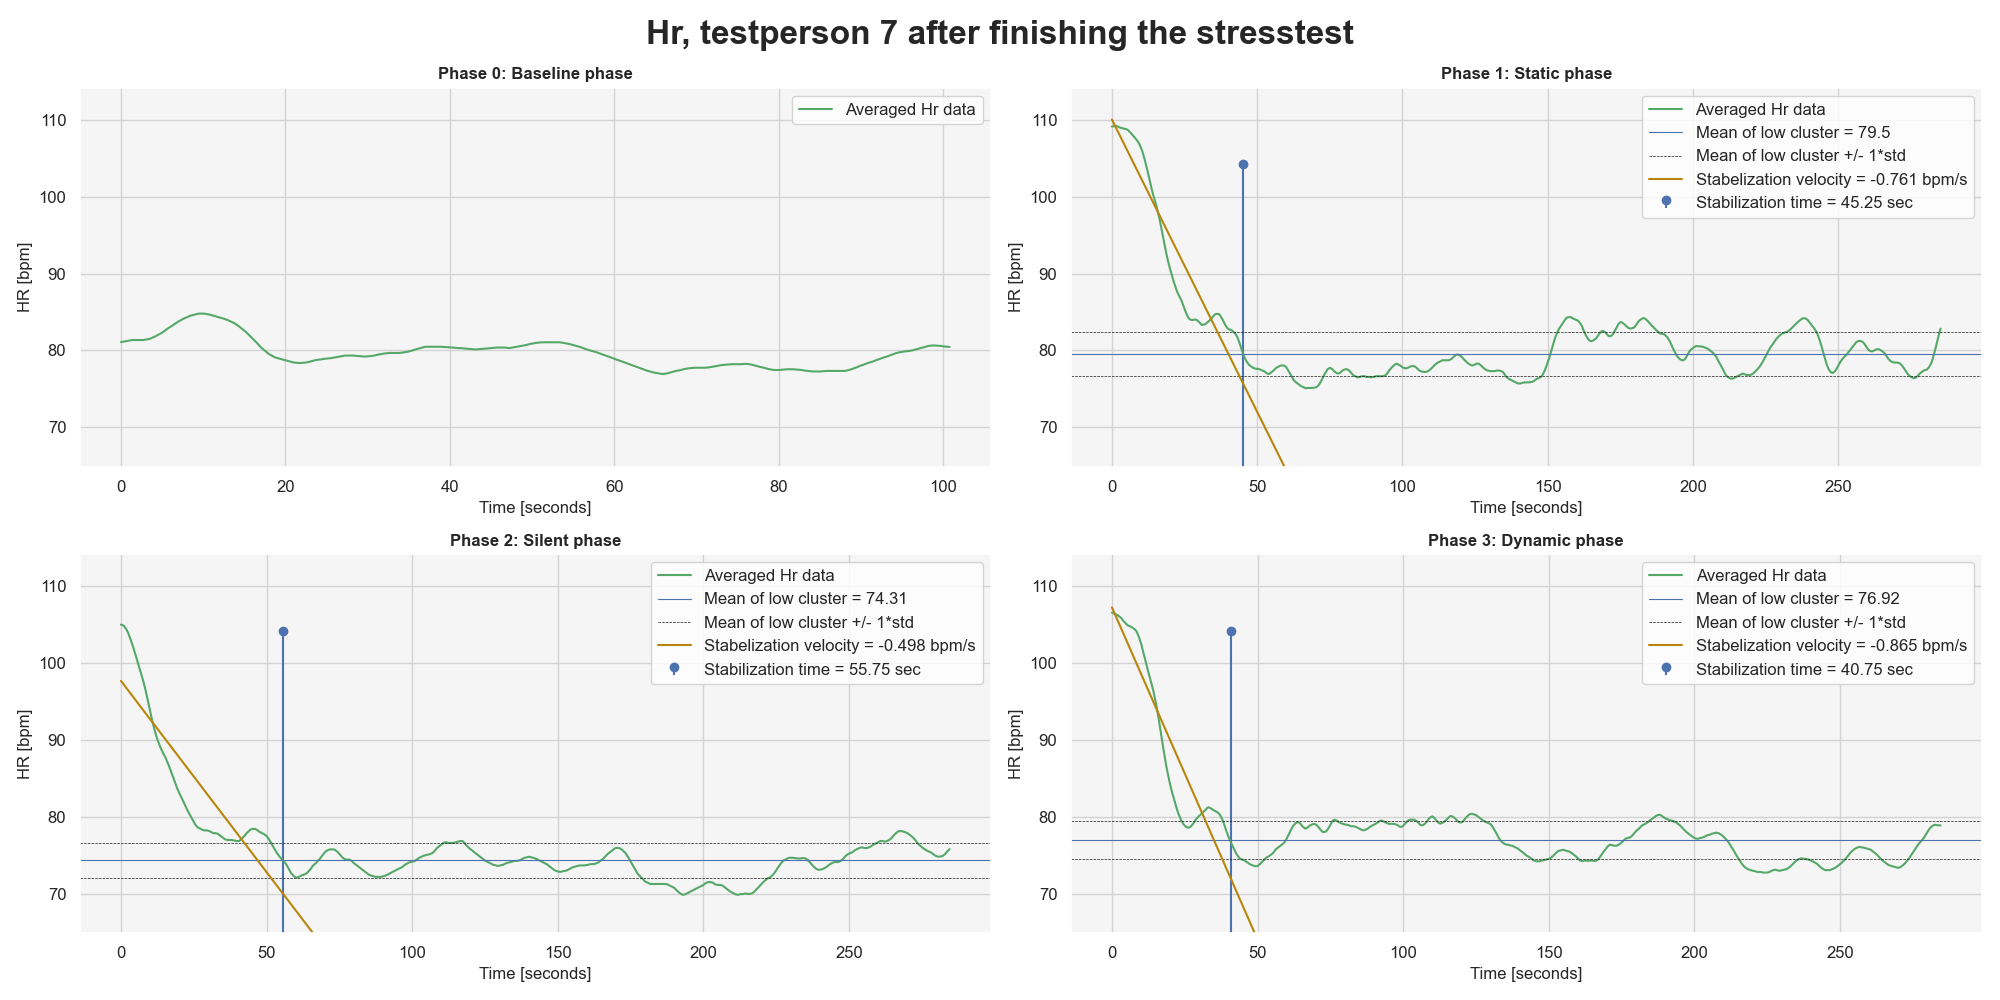 Hr, testperson 7 after finishing the stresstest
Phase 0: Baseline phase
Averaged Hr data
110
100
90
80
70
HR [bpm]
0 20 40 60 80 100
Time [seconds]
Phase 1: Static phase
Averaged Hr data
Mean of low cluster = 79.5
Mean of low cluster +/- 1*std
Stabelization velocity = -0.761 bpm/s
Stabilization time = 45.25 sec
110
100
90
80
70
HR [bpm]
0 50 100 150 200 250
Time [seconds]
Phase 2: Silent phase
Averaged Hr data
Mean of low cluster = 74.31
Mean of low cluster +/- 1*std
Stabelization velocity = -0.498 bpm/s
Stabilization time = 55.75 sec
110
100
90
80
70
HR [bpm]
0 50 100 150 200 250
Time [seconds]
Phase 3: Dynamic phase
Averaged Hr data
Mean of low cluster = 76.92
Mean of low cluster +/- 1*std
Stabelization velocity = -0.865 bpm/s
Stabilization time = 40.75 sec
110
100
90
80
70
HR [bpm]
0 50 100 150 200 250
Time [seconds]